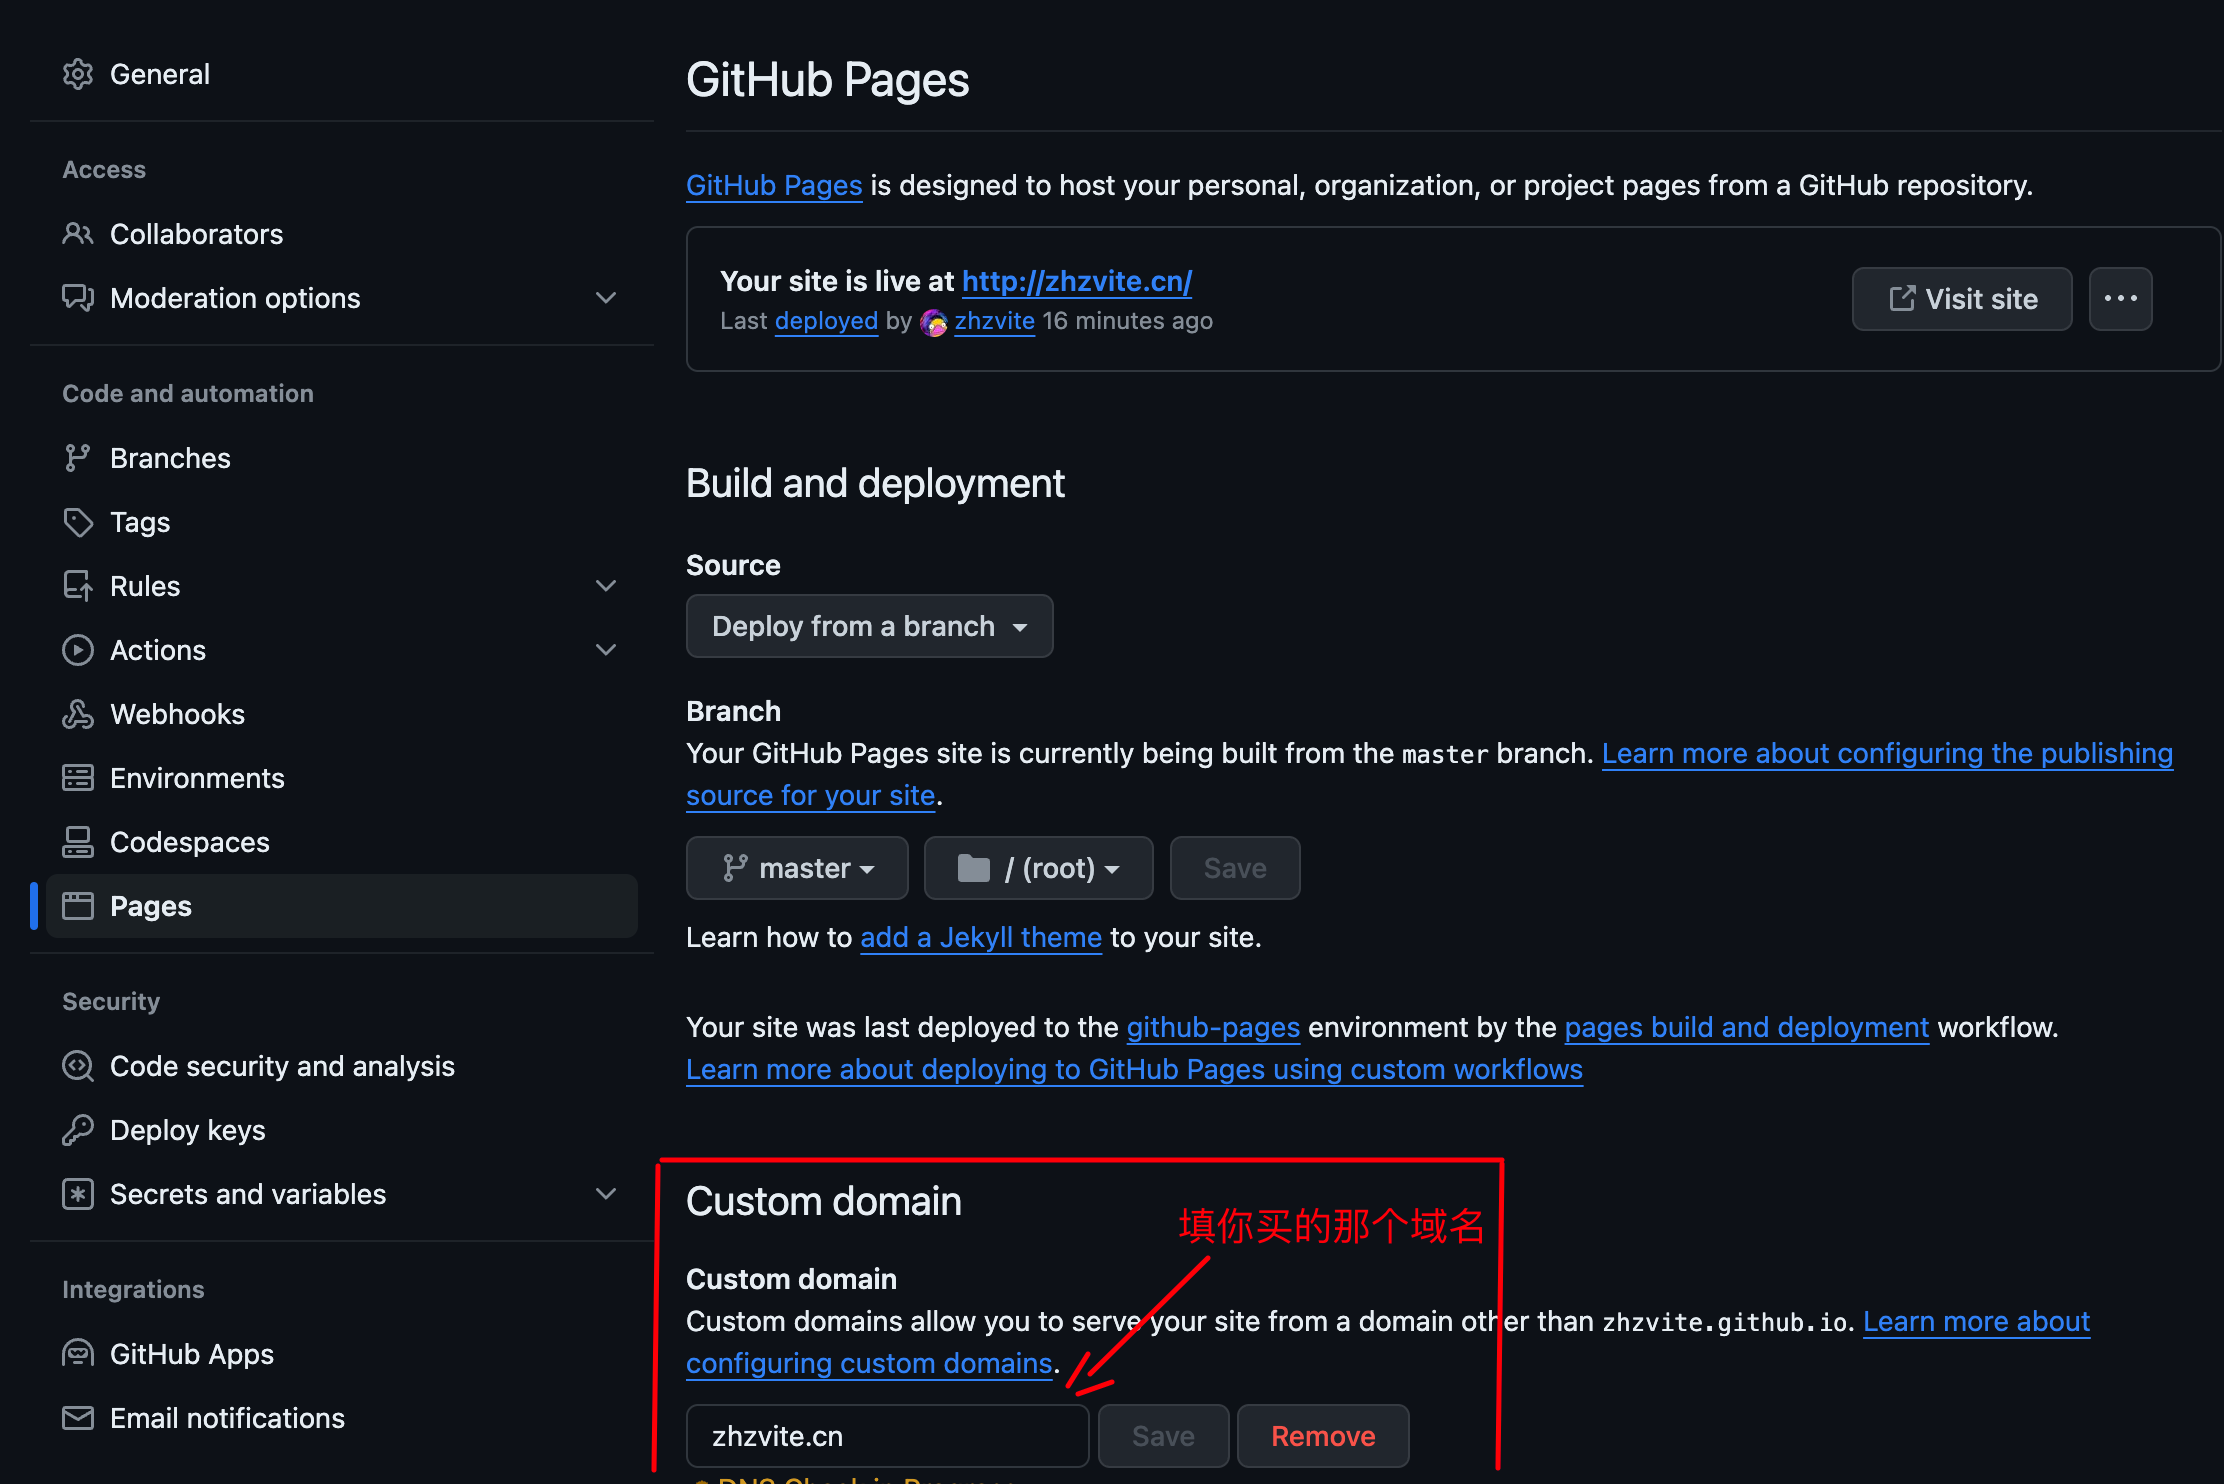 General
Access
Collaborators
Moderation options
Code and automation
Branches
Tags
Rules
Actions
Webhooks
Environments
Codespaces
Pages
Security
Code security and analysis
Deploy keys
Secrets and variables
Integrations
GitHub Apps
Email notifications
GitHub Pages
GitHub Pages is designed to host your personal, organization, or project pages from a GitHub repository.
Your site is live at http://zhzvite.cn/
Last deployed by zhzvite 16 minutes ago
Visit site
Build and deployment
Source
Deploy from a branch
Branch
Your GitHub Pages site is currently being built from the master branch. Learn more about configuring the publishing
source for your site.
master
/ (root)
Save
Learn how to add a Jekyll theme to your site.
Your site was last deployed to the github-pages environment by the pages build and deployment workflow.
Learn more about deploying to GitHub Pages using custom workflows
Custom domain
填你买的那个域名
Custom domain
Custom domains allow you to serve your site from a domain other than zhzvite.github.io. Learn more about
configuring custom domains.
zhzvite.cn
Save
Remove
DNS Check in Progress